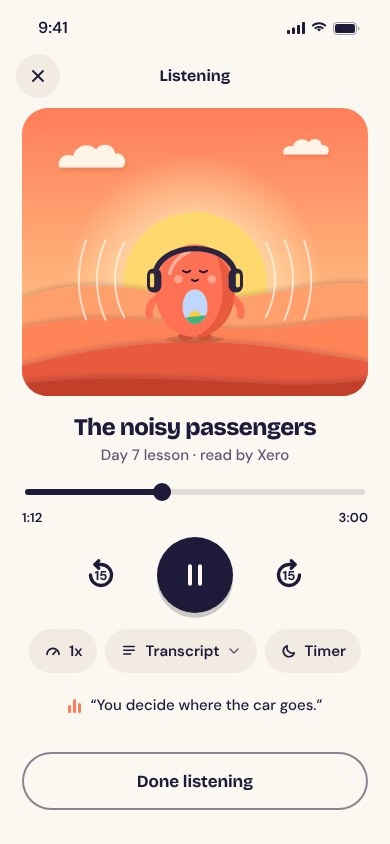 9:41
Listening
The noisy passengers
Day 7 lesson · read by Xero
1:12
3:00
15
15
1x
Transcript
Timer
“You decide where the car goes.”
Done listening